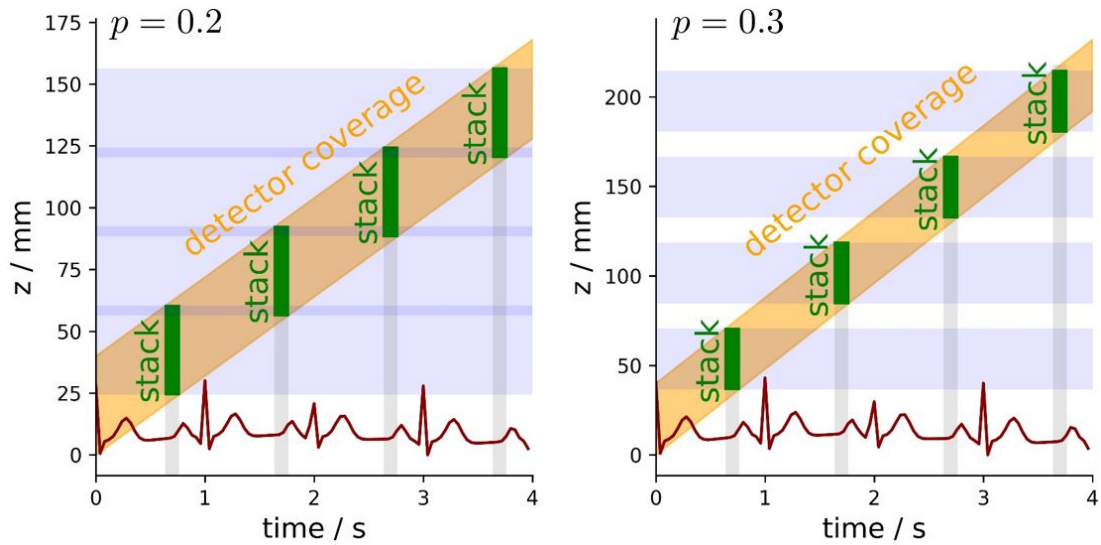 p = 0.2
175
150
125
100
75
50
25
0
z / mm
detector coverage
stack
stack
stack
stack
0
1
2
3
4
time / s
p = 0.3
200
150
100
50
0
z / mm
detector coverage
stack
stack
stack
stack
0
1
2
3
4
time / s